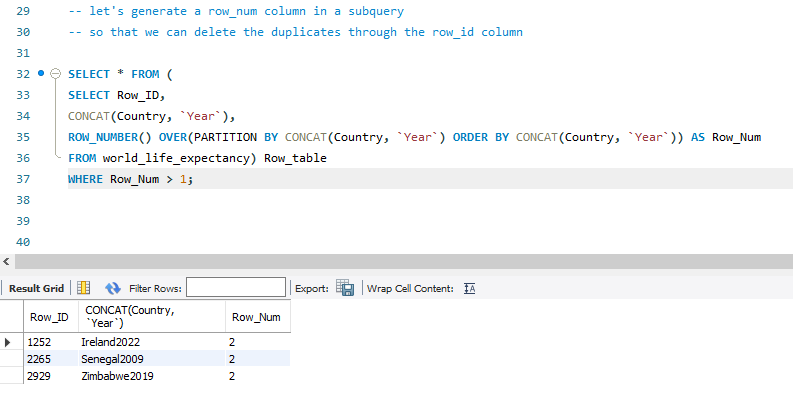 29 -- let's generate a row_num column in a subquery
30 -- so that we can delete the duplicates through the row_id column
31
32 SELECT * FROM (
33 SELECT Row_ID,
34 CONCAT(Country, `Year`),
35 ROW_NUMBER() OVER(PARTITION BY CONCAT(Country, `Year`) ORDER BY CONCAT(Country, `Year`)) AS Row_Num
36 FROM world_life_expectancy) Row_table
37 WHERE Row_Num > 1;
38
39
40
Result Grid Filter Rows: Export: Wrap Cell Content: IA
Row_ID CONCAT(Country, `Year`) Row_Num
1252 Ireland2022 2
2265 Senegal2009 2
2929 Zimbabwe2019 2